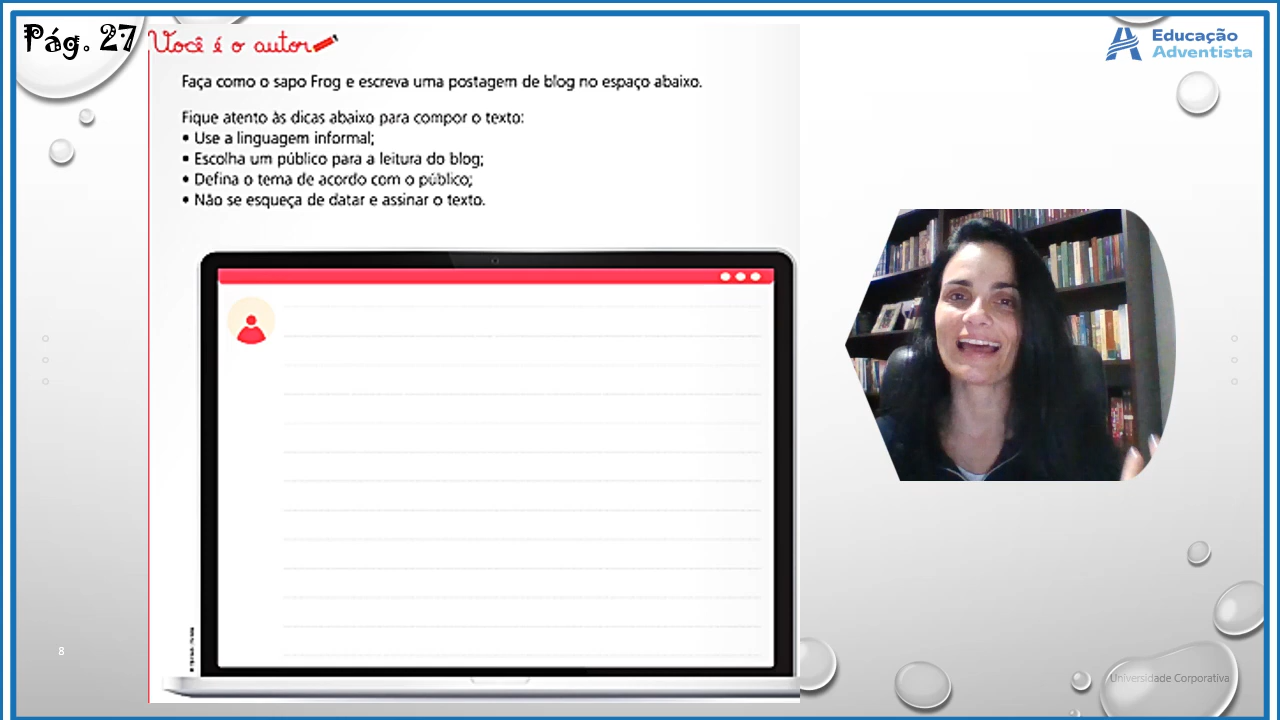 Pág. 27
Você é o autor
Educação
Adventista
Faça como o sapo Frog e escreva uma postagem de blog no espaço abaixo.
Fique atento às dicas abaixo para compor o texto:
• Use a linguagem informal;
• Escolha um público para a leitura do blog;
• Defina o tema de acordo com o público;
• Não se esqueça de datar e assinar o texto.
8
Universidade Corporativa